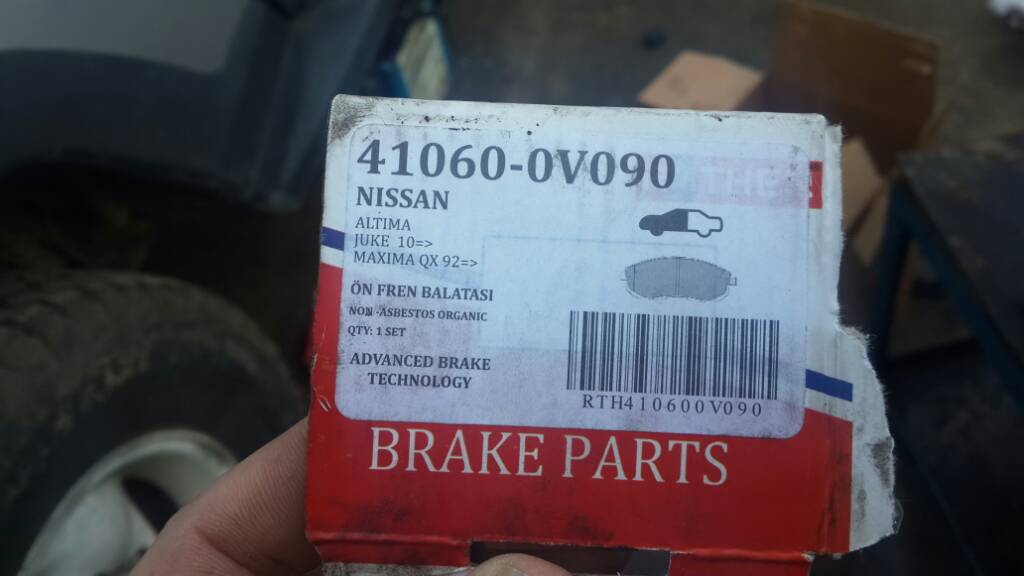 41060-0V090
NISSAN
ALTIMA
JUKE 10=>
MAXIMA QX 92=>
ÖN FREN BALATASI
NON -ASBESTOS ORGANIC
QTY: 1 SET
ADVANCED BRAKE
TECHNOLOGY
RTH410600V090
BRAKE PARTS